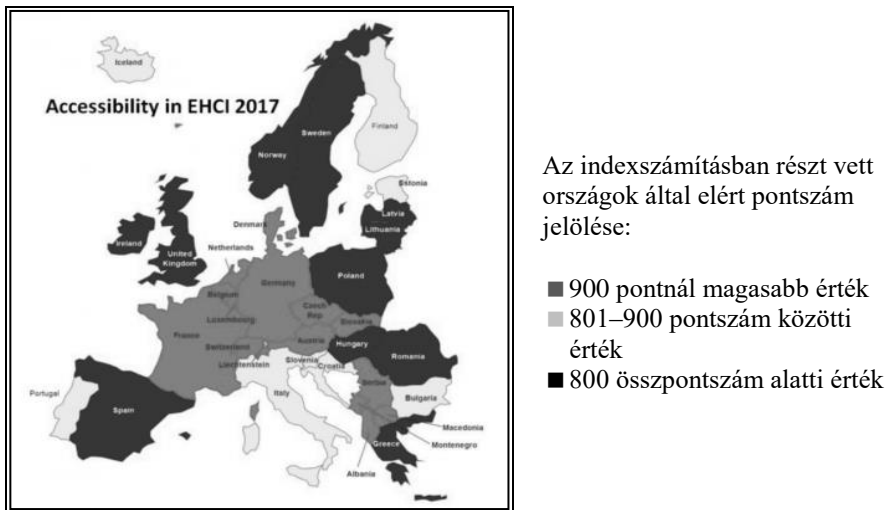 Iceland
Accessibility in EHCI 2017
Finland
Sweden
Norway
Estonia
Latvia
Lithuania
Denmark
Ireland
United
Kingdom
Netherlands
Poland
Germany
Belgium
Luxembourg
Czech
Rep.
Slovakia
France
Austria
Hungary
Switzerland
Liechtenstein
Slovenia
Croatia
Romania
Serbia
Portugal
Spain
Italy
Bulgaria
Macedonia
Montenegro
Greece
Albania
Az indexszámításban részt vett
országok által elért pontszám
jelölése:
900 pontnál magasabb érték
801–900 pontszám közötti
érték
800 összpontszám alatti érték